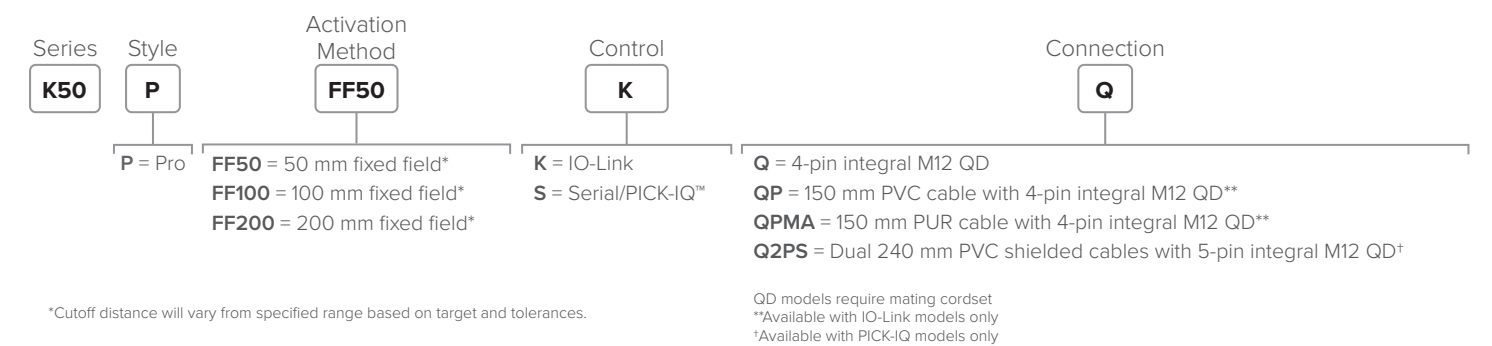 Series
Style
Activation
Method
Control
Connection
K50
P
FF50
K
Q
P = Pro
FF50 = 50 mm fixed field*
FF100 = 100 mm fixed field*
FF200 = 200 mm fixed field*
K = IO-Link
S = Serial/PICK-IQ™
Q = 4-pin integral M12 QD
QP = 150 mm PVC cable with 4-pin integral M12 QD**
QPMA = 150 mm PUR cable with 4-pin integral M12 QD**
Q2PS = Dual 240 mm PVC shielded cables with 5-pin integral M12 QD†
*Cutoff distance will vary from specified range based on target and tolerances.
QD models require mating cordset
**Available with IO-Link models only
†Available with PICK-IQ models only